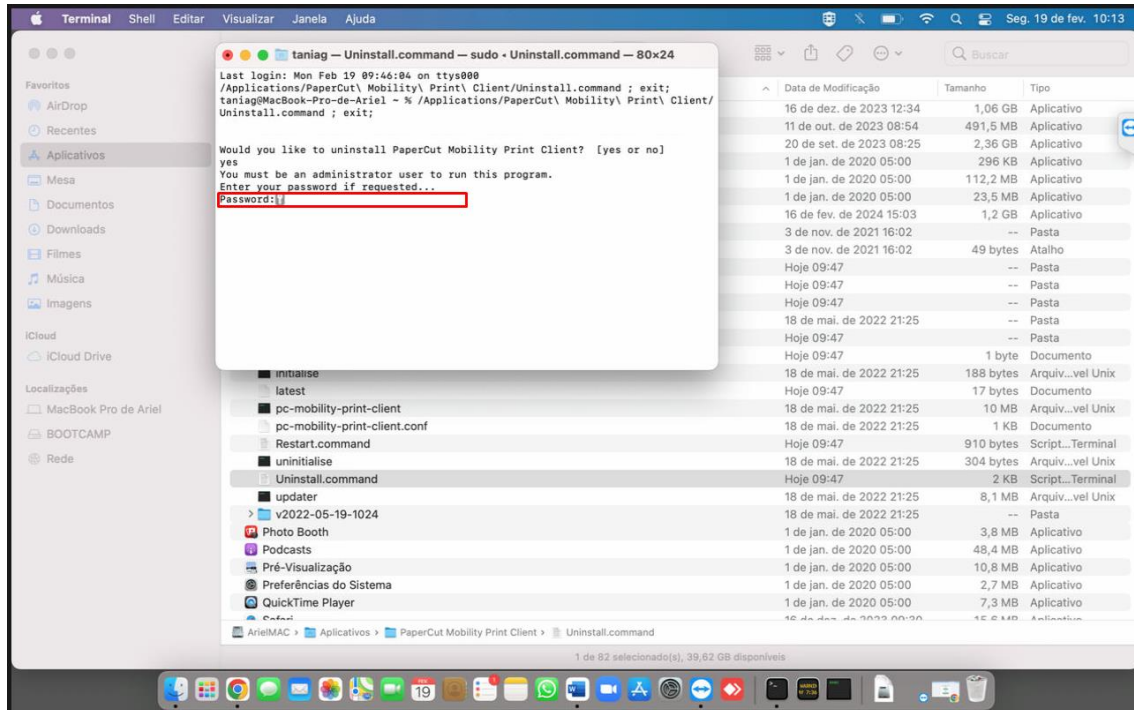 Terminal Shell Editar Visualizar Janela Ajuda Seg. 19 de fev. 10:13
taniag — Uninstall.command — sudo ◂ Uninstall.command — 80×24
Last login: Mon Feb 19 09:46:04 on ttys000
/Applications/PaperCut\ Mobility\ Print\ Client/Uninstall.command ; exit;
taniag@MacBook-Pro-de-Ariel ~ % /Applications/PaperCut\ Mobility\ Print\ Client/
Uninstall.command ; exit;
Would you like to uninstall PaperCut Mobility Print Client? [yes or no]
yes
You must be an administrator user to run this program.
Enter your password if requested...
Password:
Buscar
Favoritos
AirDrop
Recentes
Aplicativos
Mesa
Documentos
Downloads
Filmes
Música
Imagens
iCloud
iCloud Drive
Localizações
MacBook Pro de Ariel
BOOTCAMP
Rede
Data de Modificação Tamanho Tipo
16 de dez. de 2023 12:34 1,06 GB Aplicativo
11 de out. de 2023 08:54 491,5 MB Aplicativo
20 de set. de 2023 08:25 2,36 GB Aplicativo
1 de jan. de 2020 05:00 296 KB Aplicativo
1 de jan. de 2020 05:00 112,2 MB Aplicativo
1 de jan. de 2020 05:00 23,5 MB Aplicativo
16 de fev. de 2024 15:03 1,2 GB Aplicativo
3 de nov. de 2021 16:02 -- Pasta
3 de nov. de 2021 16:02 49 bytes Atalho
Hoje 09:47 -- Pasta
Hoje 09:47 -- Pasta
Hoje 09:47 -- Pasta
18 de mai. de 2022 21:25 -- Pasta
Hoje 09:47 -- Pasta
Hoje 09:47 1 byte Documento
initialise 18 de mai. de 2022 21:25 188 bytes Arquiv...vel Unix
latest Hoje 09:47 17 bytes Documento
pc-mobility-print-client 18 de mai. de 2022 21:25 10 MB Arquiv...vel Unix
pc-mobility-print-client.conf 18 de mai. de 2022 21:25 1 KB Documento
Restart.command Hoje 09:47 910 bytes Script...Terminal
uninitialise 18 de mai. de 2022 21:25 304 bytes Arquiv...vel Unix
Uninstall.command Hoje 09:47 2 KB Script...Terminal
updater 18 de mai. de 2022 21:25 8,1 MB Arquiv...vel Unix
v2022-05-19-1024 18 de mai. de 2022 21:25 -- Pasta
Photo Booth 1 de jan. de 2020 05:00 3,8 MB Aplicativo
Podcasts 1 de jan. de 2020 05:00 48,4 MB Aplicativo
Pré-Visualização 1 de jan. de 2020 05:00 10,8 MB Aplicativo
Preferências do Sistema 1 de jan. de 2020 05:00 2,7 MB Aplicativo
QuickTime Player 1 de jan. de 2020 05:00 7,3 MB Aplicativo
Safari 16 de dez. de 2023 09:30 15,6 MB Aplicativo
ArielMAC › Aplicativos › PaperCut Mobility Print Client › Uninstall.command
1 de 82 selecionado(s), 39,62 GB disponíveis
19